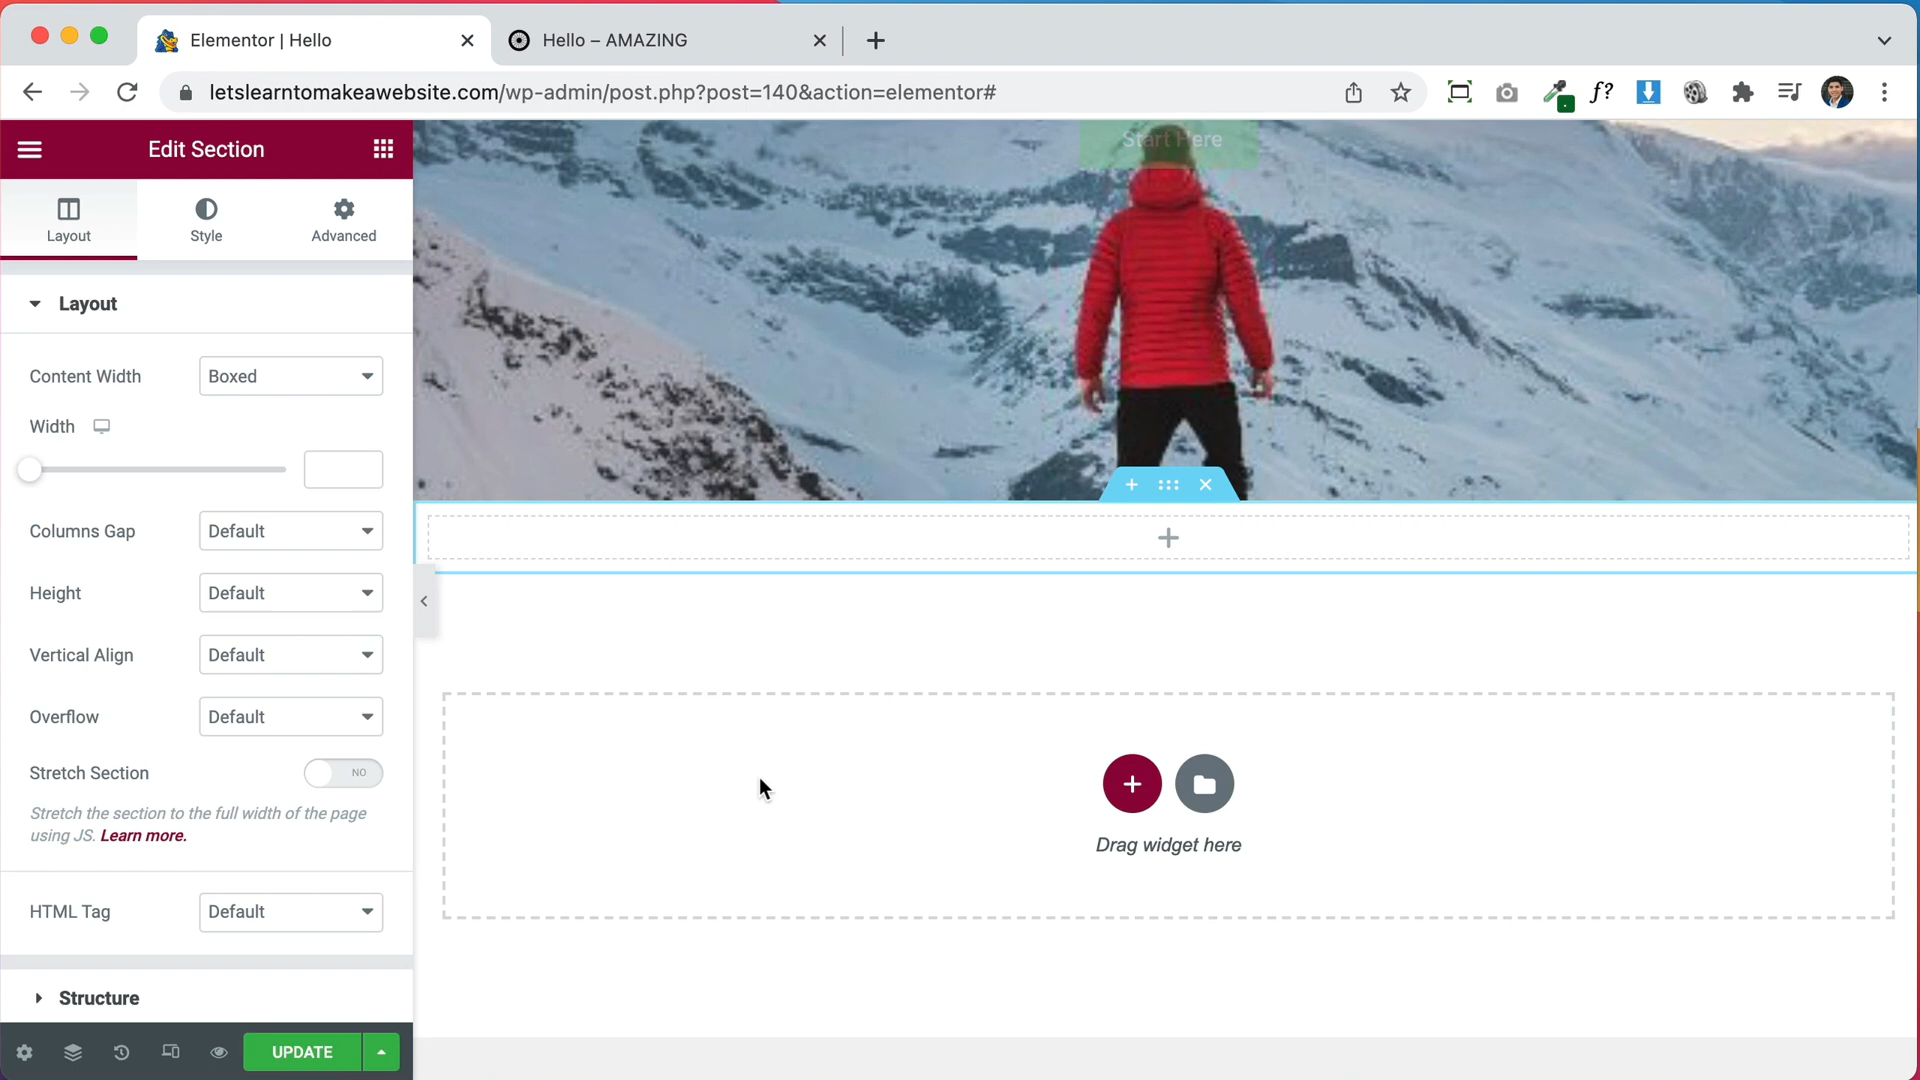 Elementor | Hello
Hello – AMAZING
letslearntomakeawebsite.com/wp-admin/post.php?post=140&action=elementor#
f?
Edit Section
Start Here
Layout
Style
Advanced
Layout
Content Width
Boxed
Width
Columns Gap
Default
Height
Default
Vertical Align
Default
Overflow
Default
Stretch Section
NO
Stretch the section to the full width of the page
using JS. Learn more.
Drag widget here
HTML Tag
Default
Structure
UPDATE